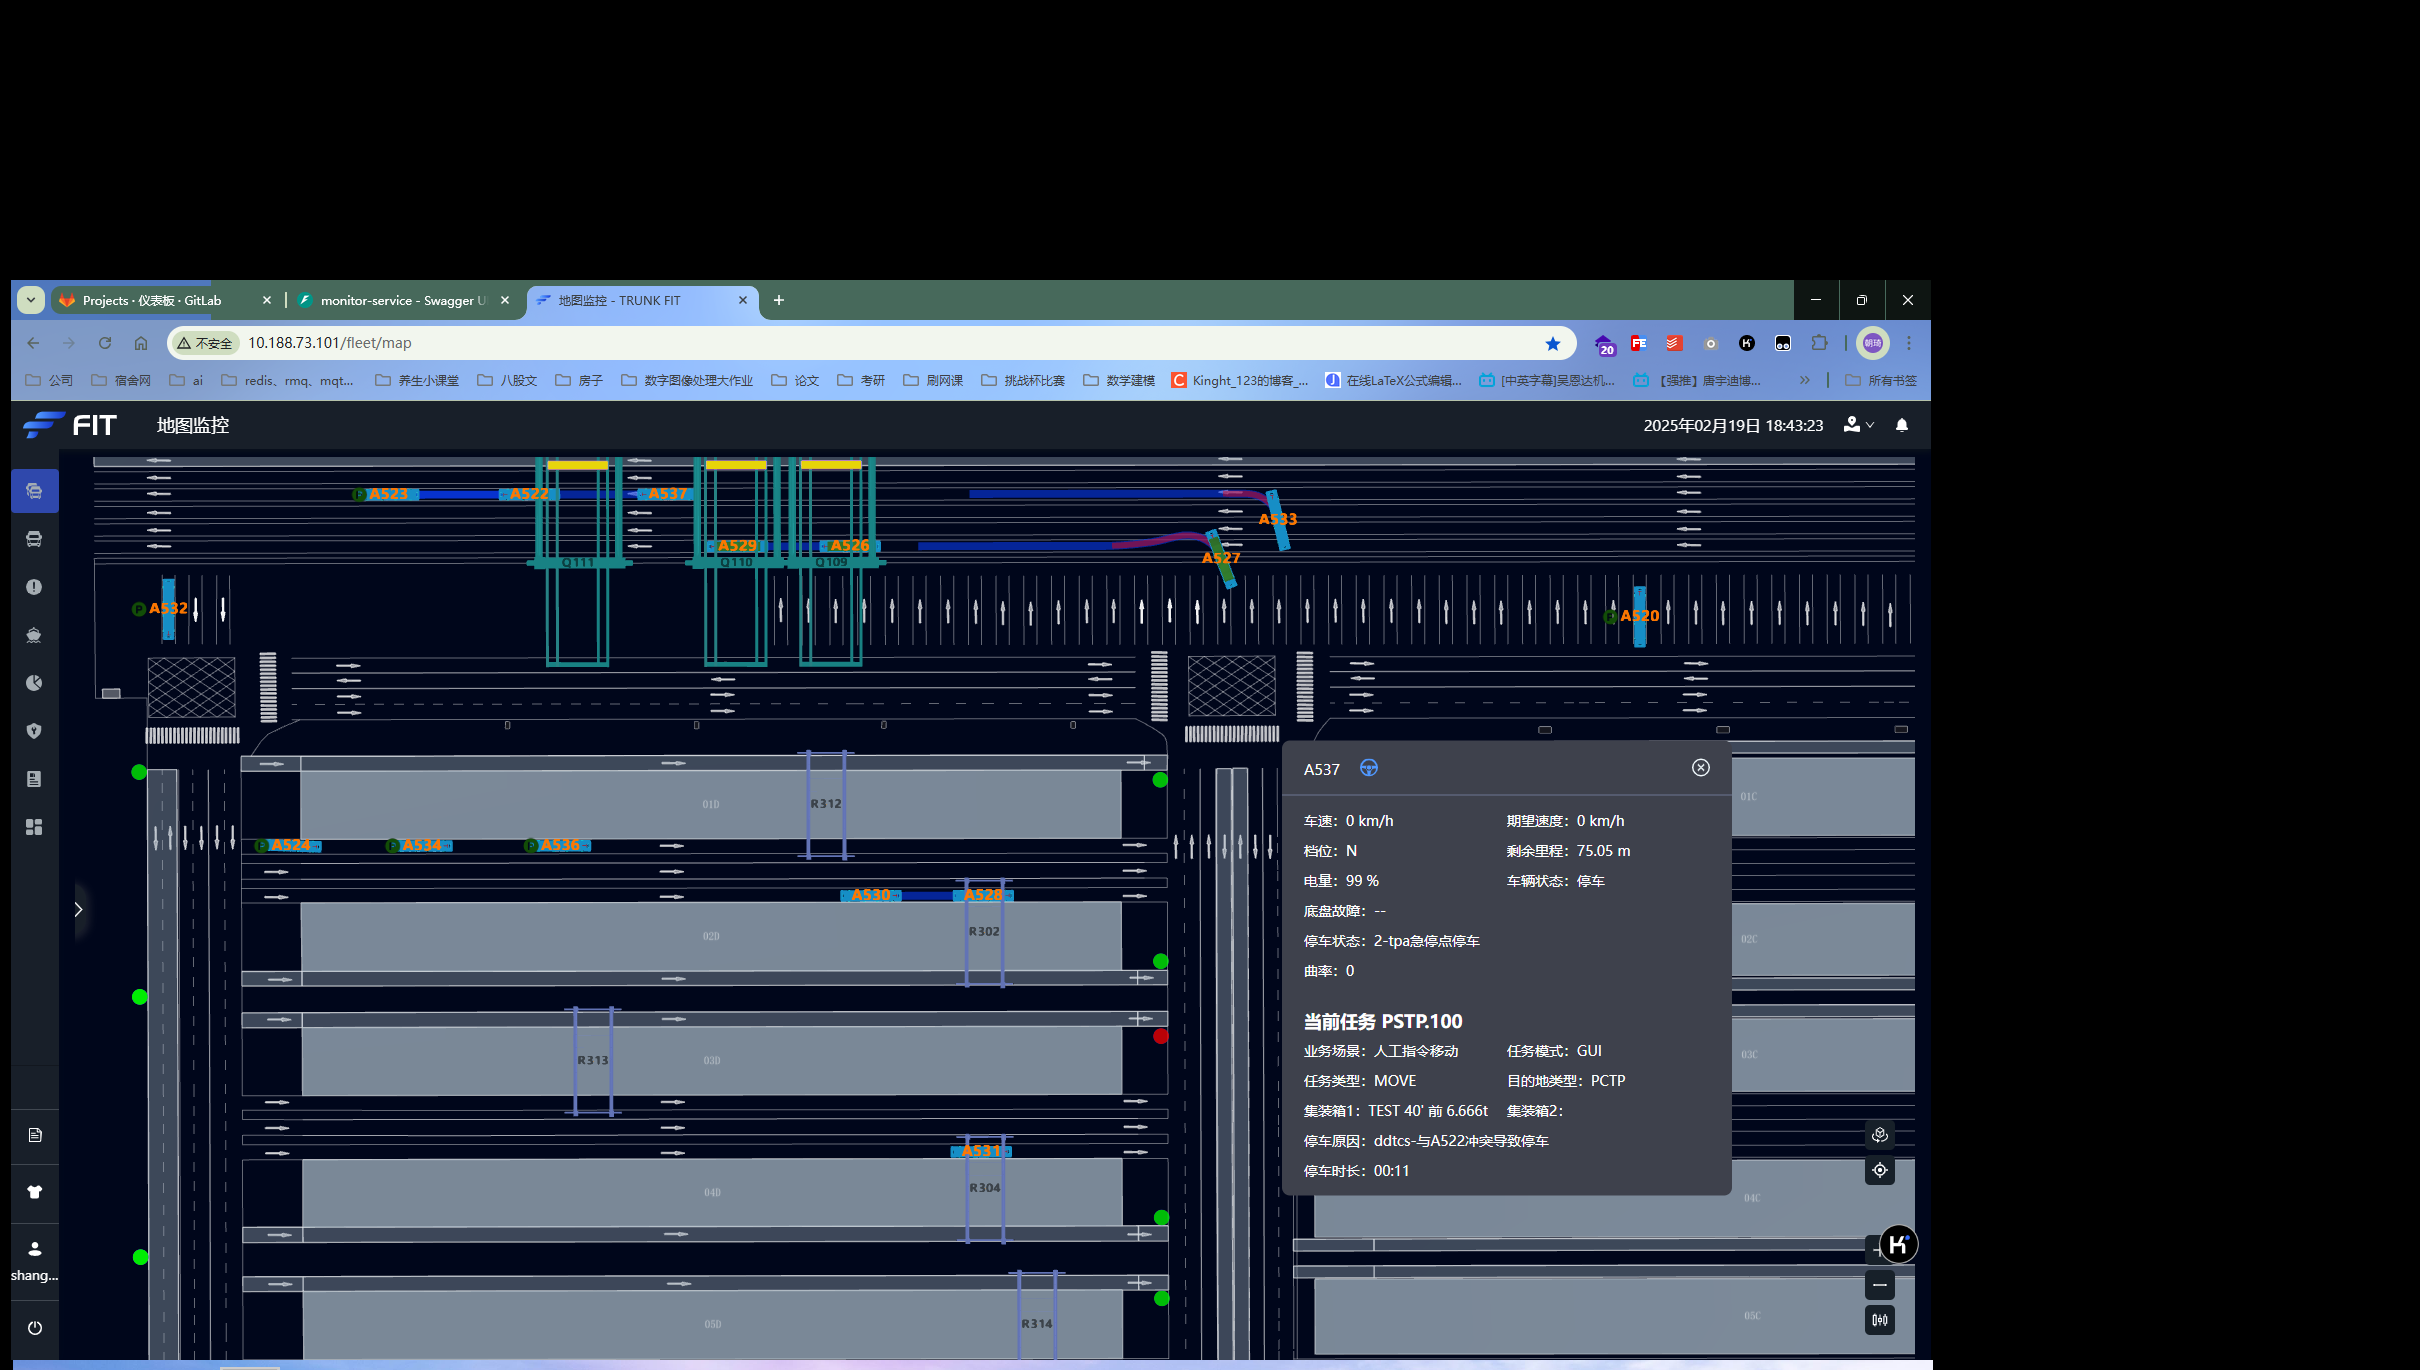 Projects · 仪表板 · GitLab
monitor-service - Swagger U
地图监控 - TRUNK FIT
不安全
10.188.73.101/fleet/map
20
FE
朝琦
公司
宿舍网
ai
redis、rmq、mqt...
养生小课堂
八股文
房子
数字图像处理大作业
论文
考研
刷网课
挑战杯比赛
数学建模
Kinght_123的博客_...
在线LaTeX公式编辑...
[中英字幕]吴恩达机...
【强推】唐宇迪博...
所有书签
FIT
地图监控
2025年02月19日 18:43:23
P A523
A522
A537
A533
A529
A526
A527
Q111
Q110
Q109
P A532
P A520
01D
R312
P A524
P A534
P A536
A530
A528
02D
R302
R313
03D
A531
04D
R304
05D
R314
01C
02C
03C
04C
05C
A537
车速：0 km/h
期望速度：0 km/h
档位：N
剩余里程：75.05 m
电量：99 %
车辆状态：停车
底盘故障：--
停车状态：2-tpa急停点停车
曲率：0
当前任务 PSTP.100
业务场景：人工指令移动
任务模式：GUI
任务类型：MOVE
目的地类型：PCTP
集装箱1：TEST 40' 前 6.666t
集装箱2：
停车原因：ddtcs-与A522冲突导致停车
停车时长：00:11
shang...